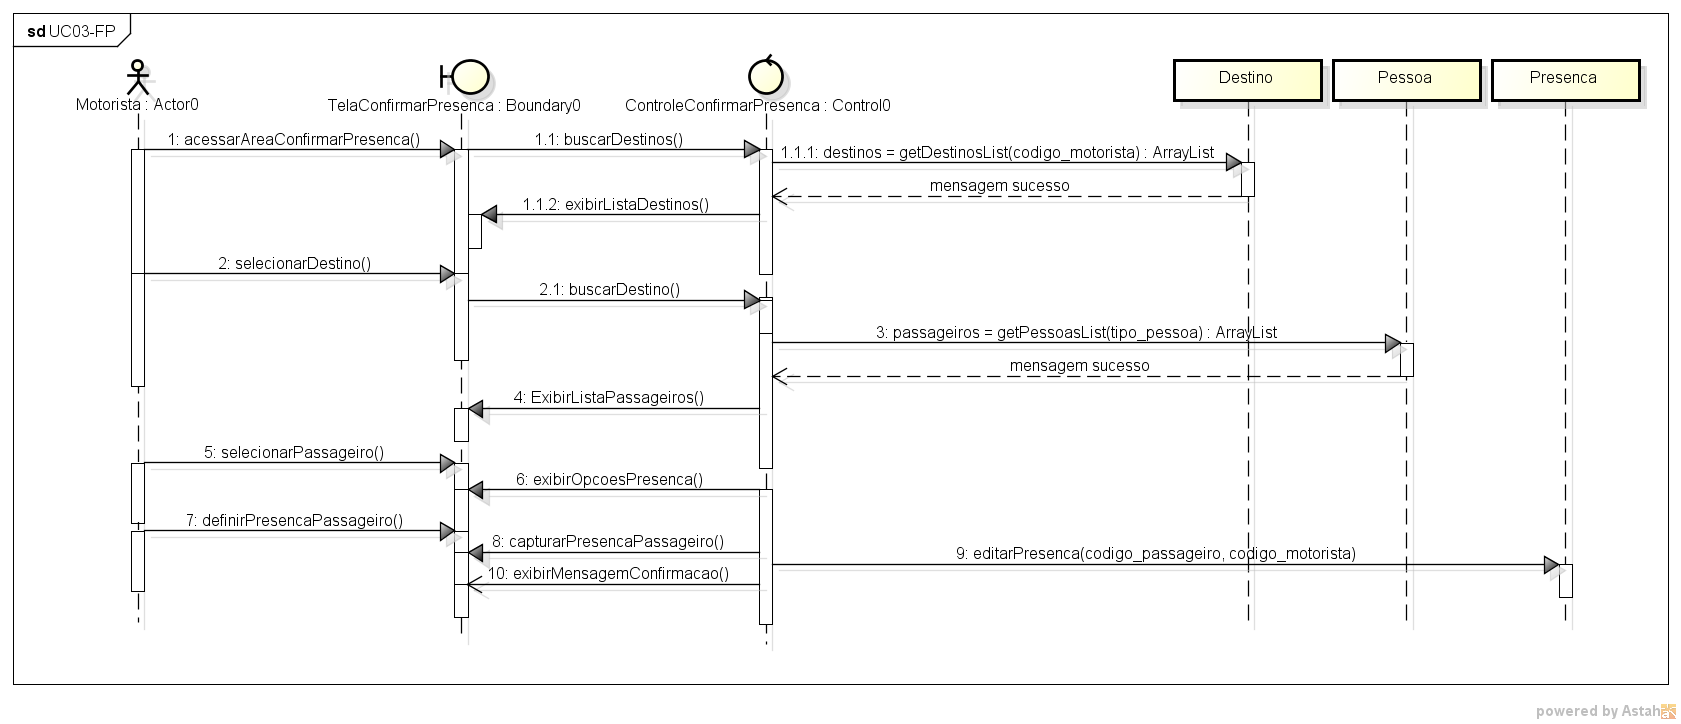 sd UC03-FP
Motorista : Actor0
TelaConfirmarPresenca : Boundary0
ControleConfirmarPresenca : Control0
Destino
Pessoa
Presenca
1: acessarAreaConfirmarPresenca()
1.1: buscarDestinos()
1.1.1: destinos = getDestinosList(codigo_motorista) : ArrayList
mensagem sucesso
1.1.2: exibirListaDestinos()
2: selecionarDestino()
2.1: buscarDestino()
3: passageiros = getPessoasList(tipo_pessoa) : ArrayList
mensagem sucesso
4: ExibirListaPassageiros()
5: selecionarPassageiro()
6: exibirOpcoesPresenca()
7: definirPresencaPassageiro()
8: capturarPresencaPassageiro()
9: editarPresenca(codigo_passageiro, codigo_motorista)
10: exibirMensagemConfirmacao()
powered by Astah